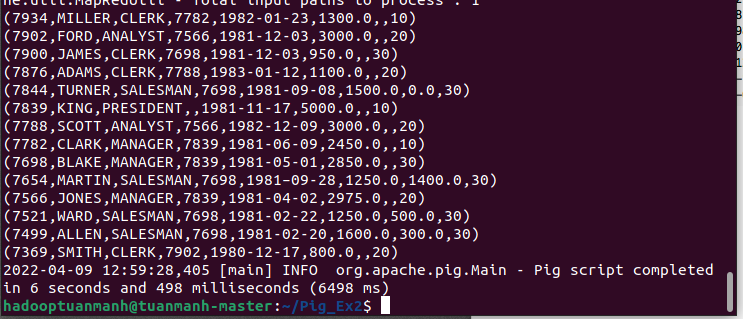 ne.util.MapRedUtil - Total input paths to process : 1
(7934,MILLER,CLERK,7782,1982-01-23,1300.0,,10)
(7902,FORD,ANALYST,7566,1981-12-03,3000.0,,20)
(7900,JAMES,CLERK,7698,1981-12-03,950.0,,30)
(7876,ADAMS,CLERK,7788,1983-01-12,1100.0,,20)
(7844,TURNER,SALESMAN,7698,1981-09-08,1500.0,0.0,30)
(7839,KING,PRESIDENT,,1981-11-17,5000.0,,10)
(7788,SCOTT,ANALYST,7566,1982-12-09,3000.0,,20)
(7782,CLARK,MANAGER,7839,1981-06-09,2450.0,,10)
(7698,BLAKE,MANAGER,7839,1981-05-01,2850.0,,30)
(7654,MARTIN,SALESMAN,7698,1981−09-28,1250.0,1400.0,30)
(7566,JONES,MANAGER,7839,1981-04-02,2975.0,,20)
(7521,WARD,SALESMAN,7698,1981-02-22,1250.0,500.0,30)
(7499,ALLEN,SALESMAN,7698,1981-02-20,1600.0,300.0,30)
(7369,SMITH,CLERK,7902,1980-12-17,800.0,,20)
2022-04-09 12:59:28,405 [main] INFO  org.apache.pig.Main - Pig script completed
in 6 seconds and 498 milliseconds (6498 ms)
hadooptuanmanh@tuanmanh-master:~/Pig_Ex2$